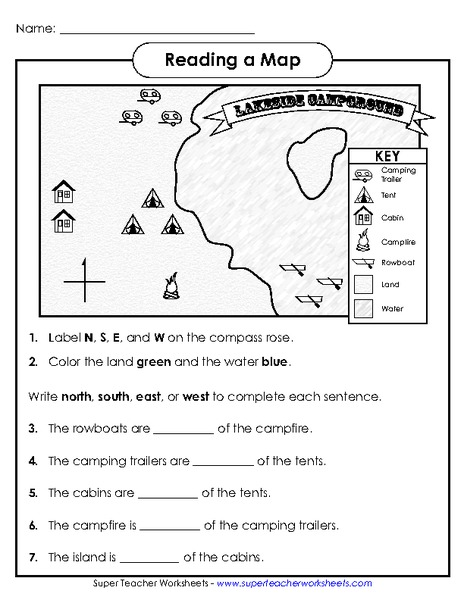 Name: ____________________
Reading a Map
LAKESIDE CAMPGROUND
KEY
Camping
Trailer
Tent
Cabin
Campfire
Rowboat
Land
Water
1. Label N, S, E, and W on the compass rose.
2. Color the land green and the water blue.
Write north, south, east, or west to complete each sentence.
3. The rowboats are __________ of the campfire.
4. The camping trailers are __________ of the tents.
5. The cabins are __________ of the tents.
6. The campfire is __________ of the camping trailers.
7. The island is __________ of the cabins.
Super Teacher Worksheets - www.superteacherworksheets.com